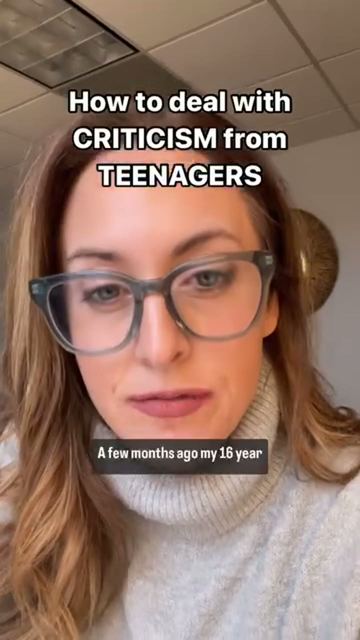 How to deal with
CRITICISM from
TEENAGERS
A few months ago my 16 year